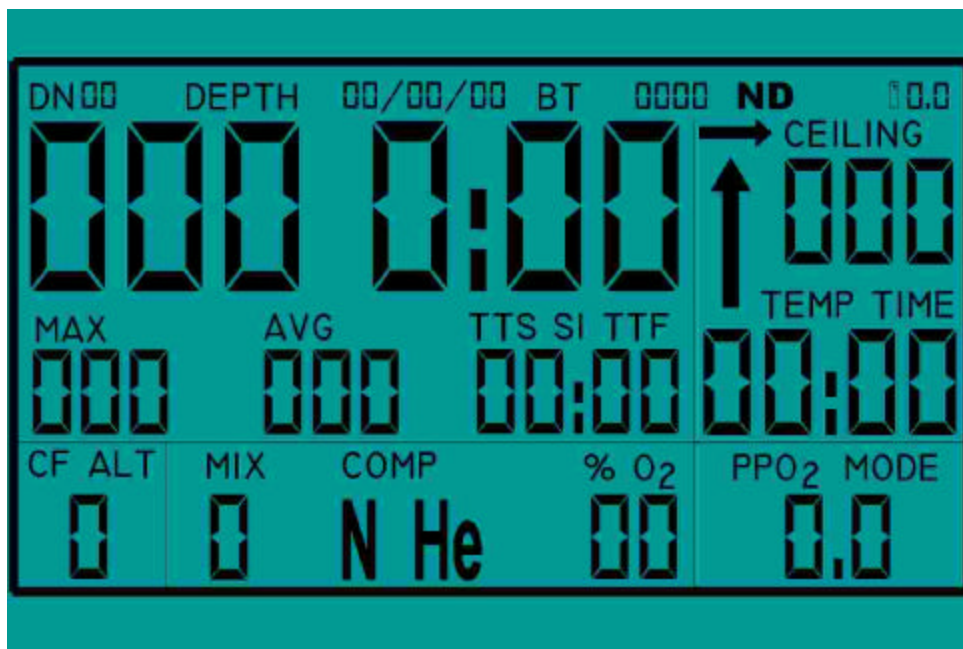 DN00 DEPTH 00/00/00 BT 0000 ND 10.0
CEILING
000 0:00 000
TEMP TIME
MAX AVG TTS SI TTF
000 000 00:00 00:00
CF ALT MIX COMP % O2 PPO2 MODE
0 0 N He 00 0.0